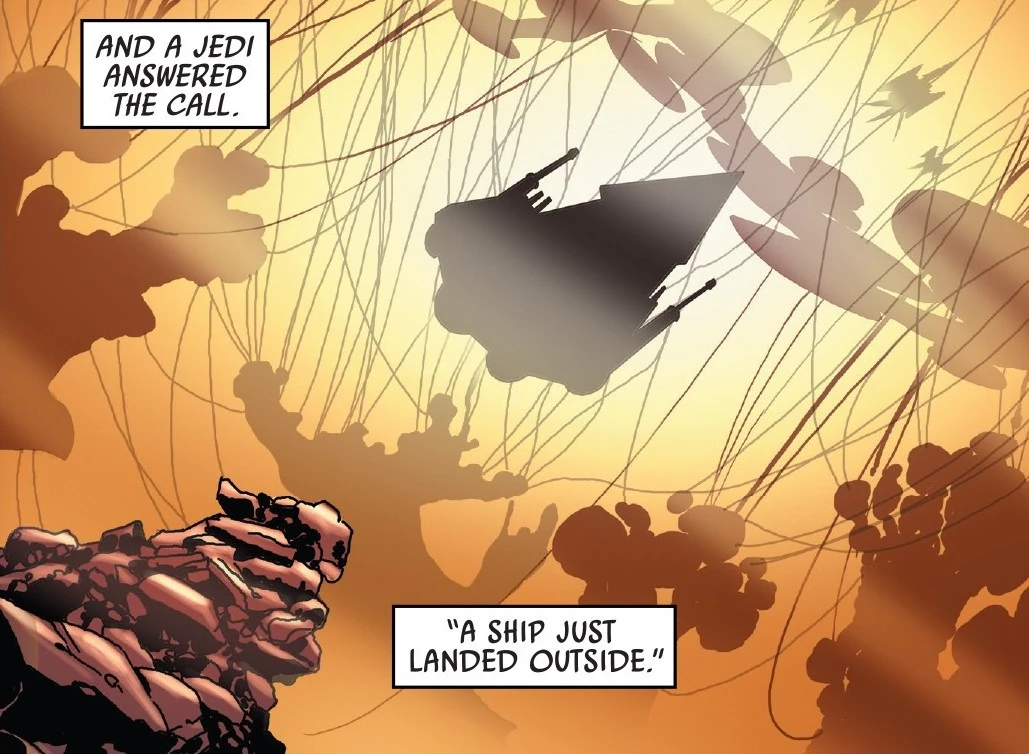 AND A JEDI
ANSWERED
THE CALL.
"A SHIP JUST
LANDED OUTSIDE."